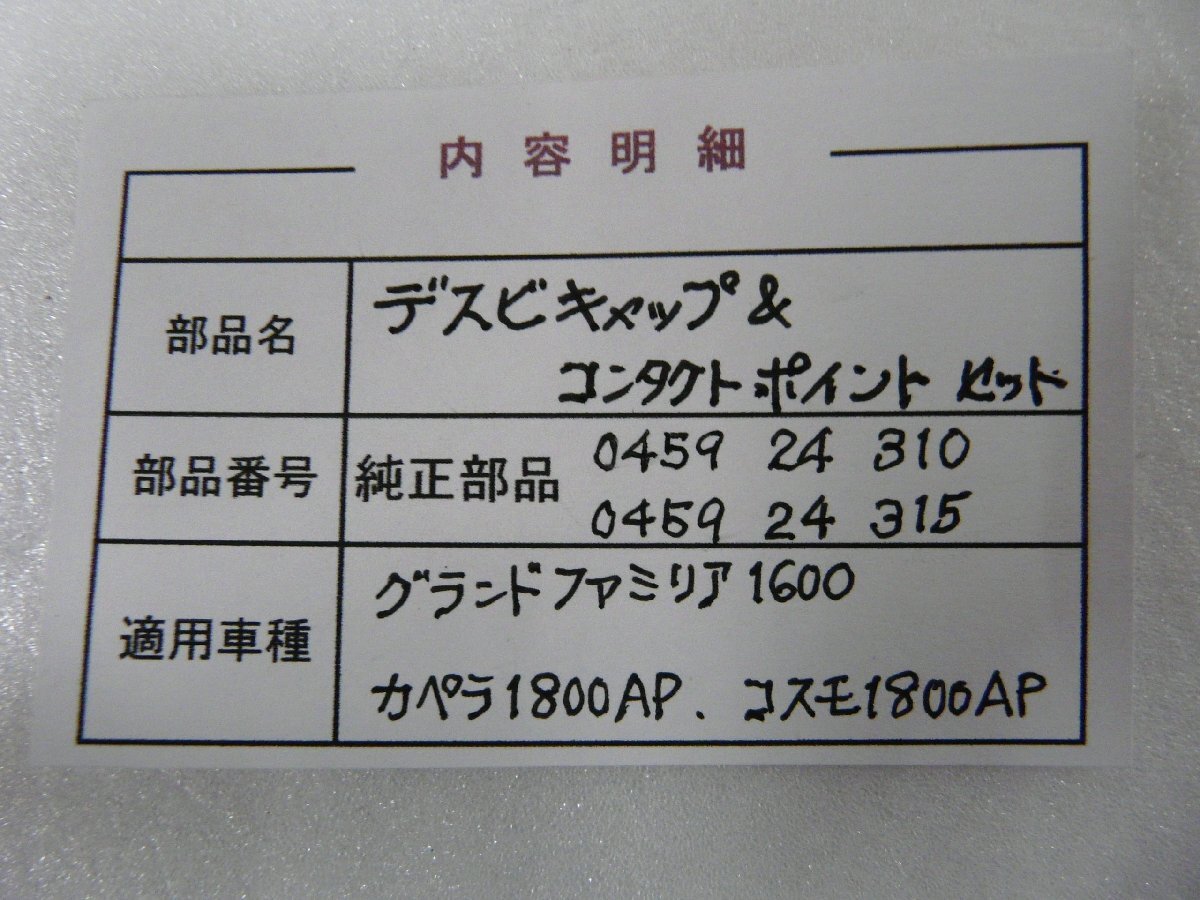 内容明細
部品名
デスビキャップ&
コンタクトポイントセット
部品番号
純正部品
0459 24 310
0459 24 315
適用車種
グランドファミリア1600
カペラ1800AP、コスモ1800AP